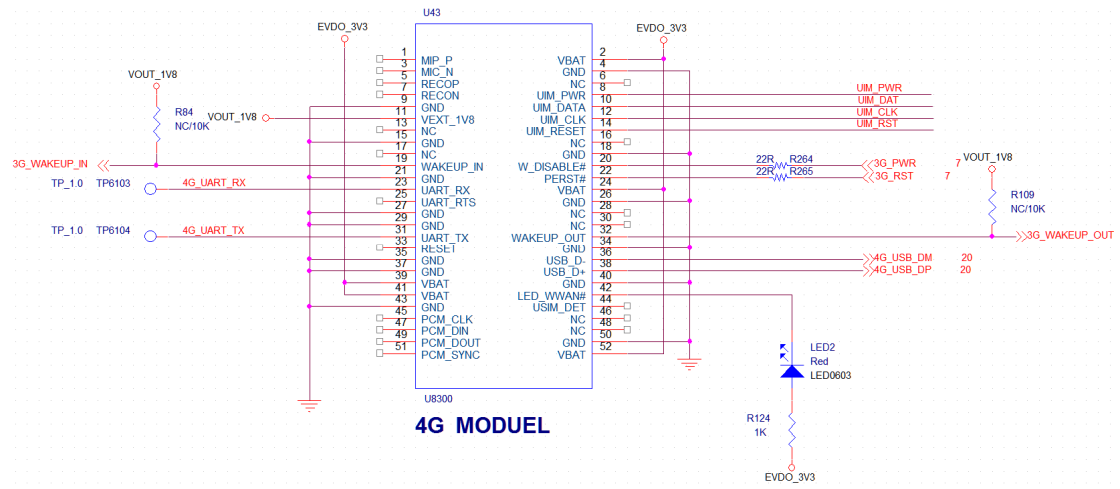 U43
EVDO_3V3
EVDO_3V3
VOUT_1V8
R84
NC/10K
VOUT_1V8
3G_WAKEUP_IN
TP_1.0 TP6103 4G_UART_RX
TP_1.0 TP6104 4G_UART_TX
1 MIP_P
3 MIC_N
5 RECOP
7 RECON
9 GND
11 VEXT_1V8
13 NC
15 GND
17 NC
19 WAKEUP_IN
21 GND
23 UART_RX
25 UART_RTS
27 GND
29 GND
31 UART_TX
33 RESET
35 GND
37 GND
39 VBAT
41 VBAT
43 GND
45 PCM_CLK
47 PCM_DIN
49 PCM_DOUT
51 PCM_SYNC
VBAT 2
GND 4
NC 6
UIM_PWR 8
UIM_DATA 10
UIM_CLK 12
UIM_RESET 14
NC 16
GND 18
W_DISABLE# 20
PERST# 22
VBAT 24
GND 26
NC 28
NC 30
WAKEUP_OUT 32
GND 34
USB_D- 36
USB_D+ 38
GND 40
LED_WWAN# 42
USIM_DET 44
NC 46
NC 48
GND 50
VBAT 52
UIM_PWR
UIM_DAT
UIM_CLK
UIM_RST
22R R264 3G_PWR 7
22R R265 3G_RST 7
VOUT_1V8
R109
NC/10K
3G_WAKEUP_OUT
4G_USB_DM 20
4G_USB_DP 20
LED2
Red
LED0603
R124
1K
EVDO_3V3
U8300
4G MODUEL